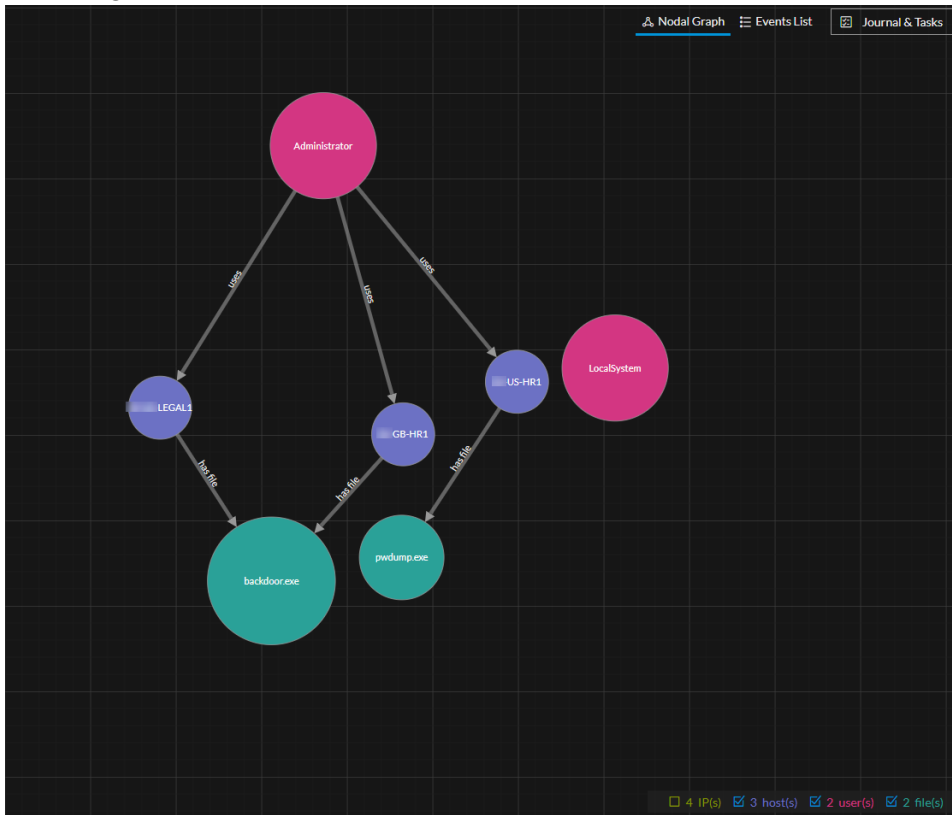 Nodal Graph Events List Journal & Tasks
Administrator
uses
uses
uses
LocalSystem
US-HR1
LEGAL1
GB-HR1
has file
has file
has file
pwdump.exe
backdoor.exe
4 IP(s) 3 host(s) 2 user(s) 2 file(s)